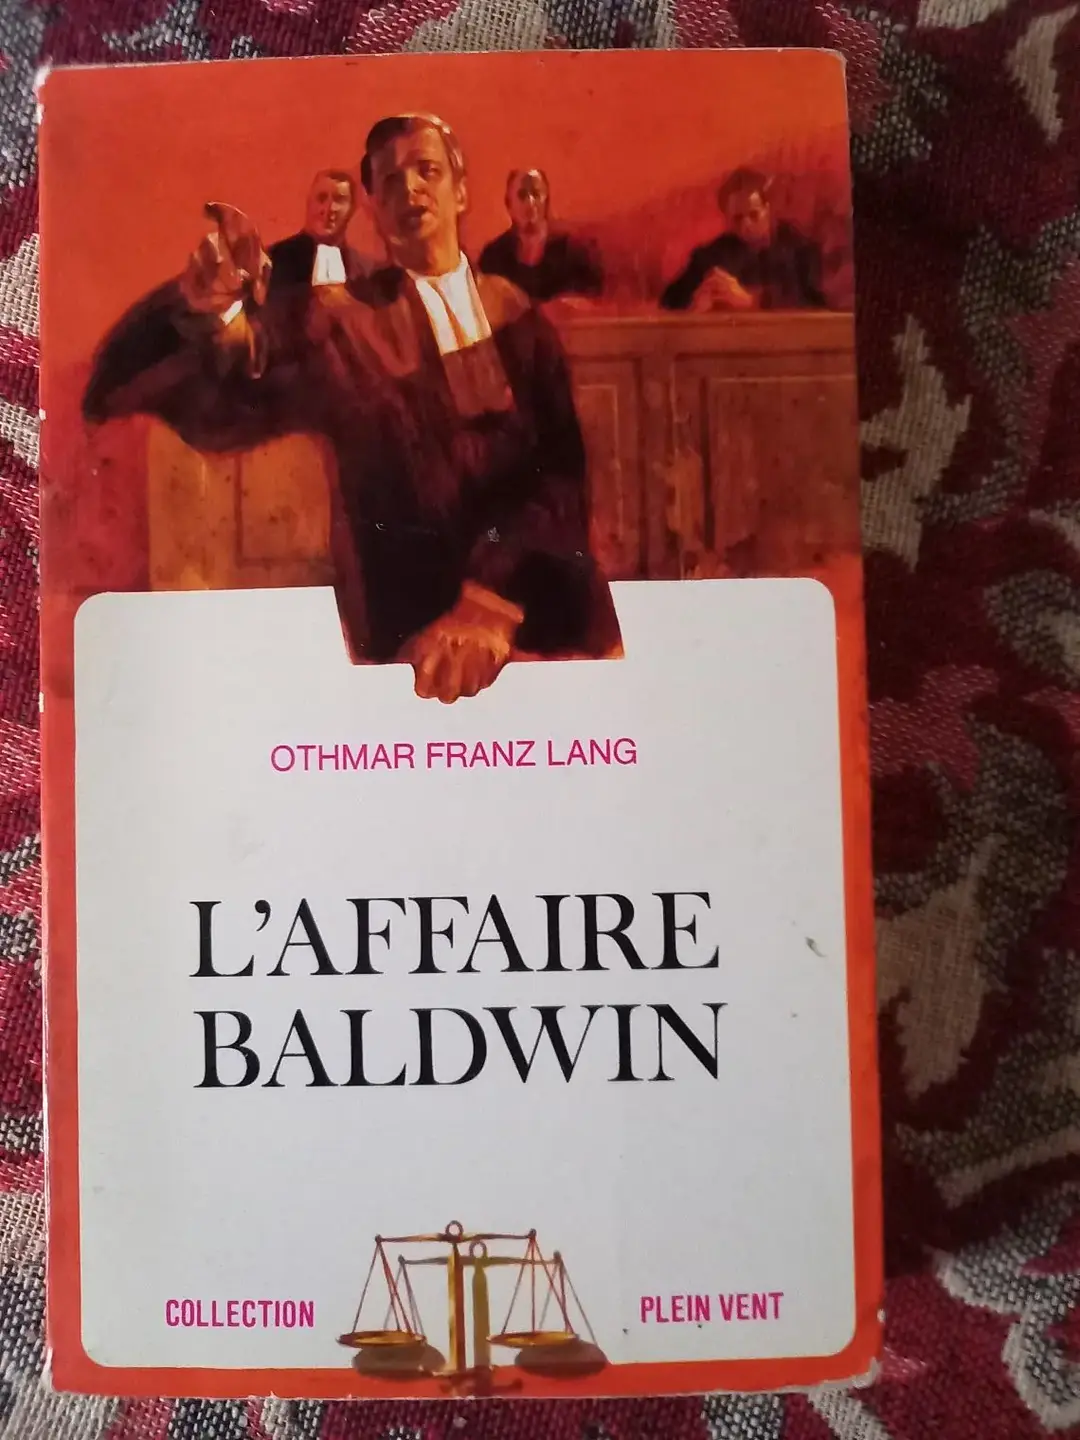 OTHMAR FRANZ LANG
L'AFFAIRE
BALDWIN
COLLECTION
PLEIN VENT